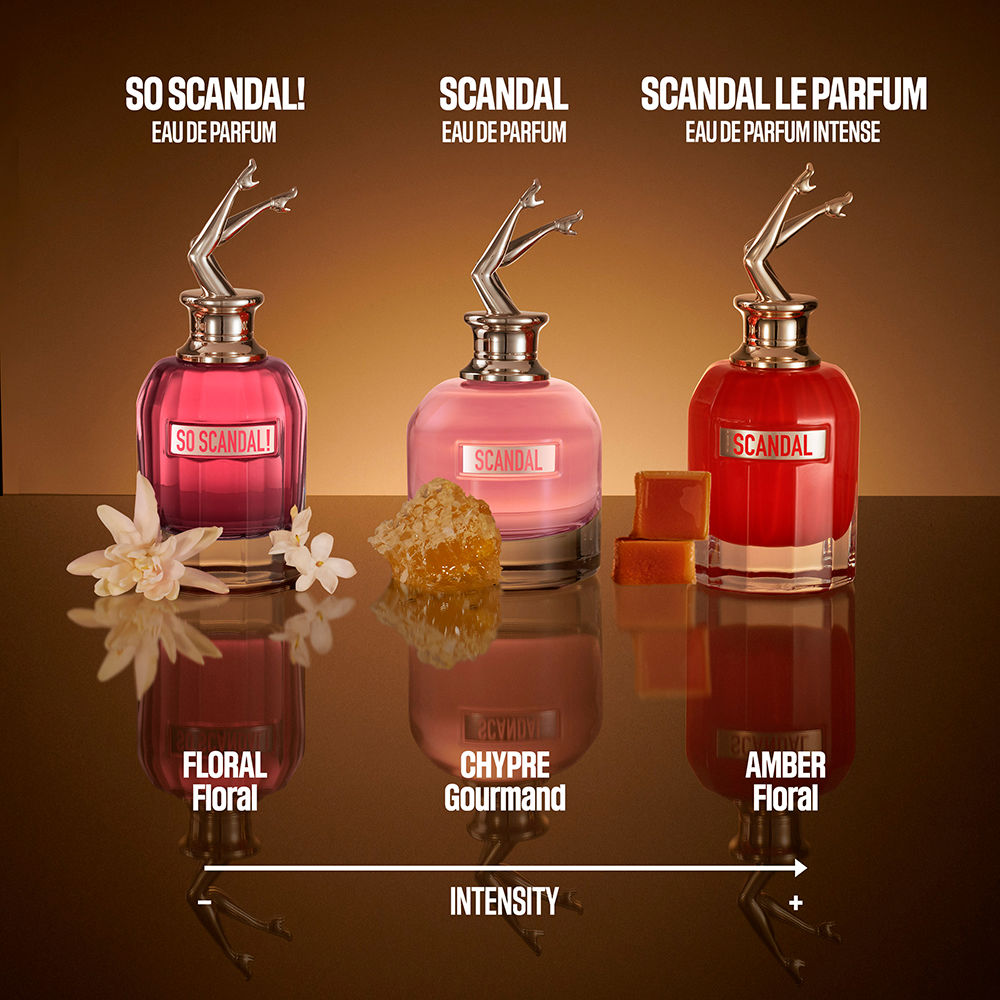 SO SCANDAL!
EAU DE PARFUM
SCANDAL
EAU DE PARFUM
SCANDAL LE PARFUM
EAU DE PARFUM INTENSE
SO SCANDAL!
SCANDAL
SCANDAL
FLORAL
Floral
CHYPRE
Gourmand
AMBER
Floral
- INTENSITY +